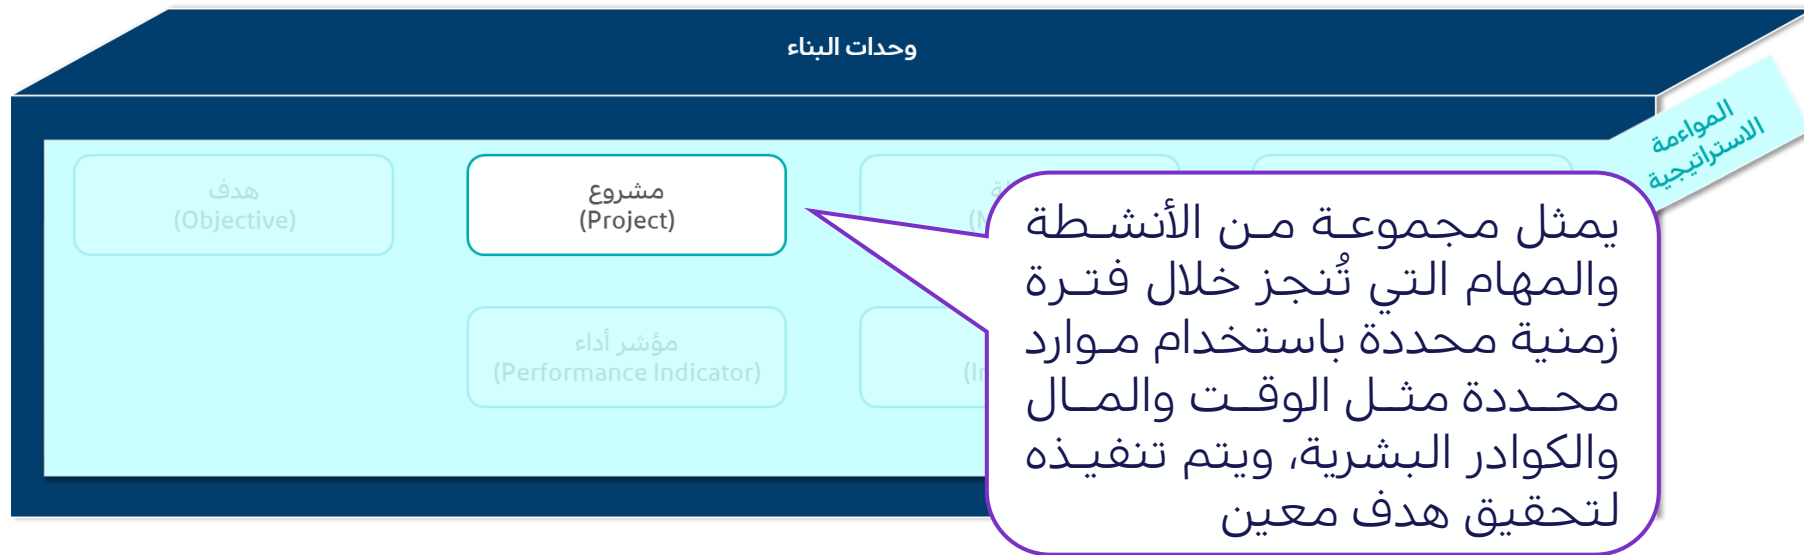 وحدات البناء
المواءمة
الاستراتيجية
مشروع
(Project)
هدف
(Objective)
مؤشر أداء
(Performance Indicator)
يمثل مجموعة من الأنشطة
والمهام التي تُنجز خلال فترة
زمنية محددة باستخدام موارد
محددة مثل الوقت والمال
والكوادر البشرية، ويتم تنفيذه
لتحقيق هدف معين